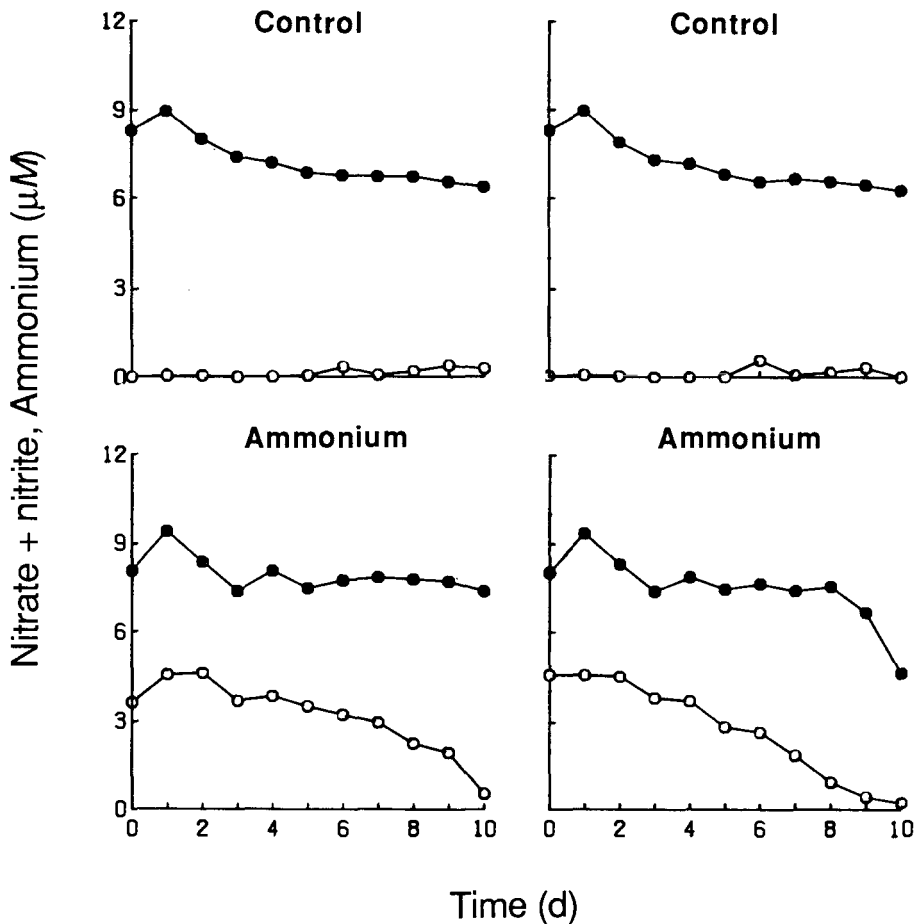 Control
Control
12
9
6
3
0
Nitrate + nitrite, Ammonium (μM)
Ammonium
Ammonium
12
9
6
3
0
0 2 4 6 8 10
0 2 4 6 8 10
Time (d)